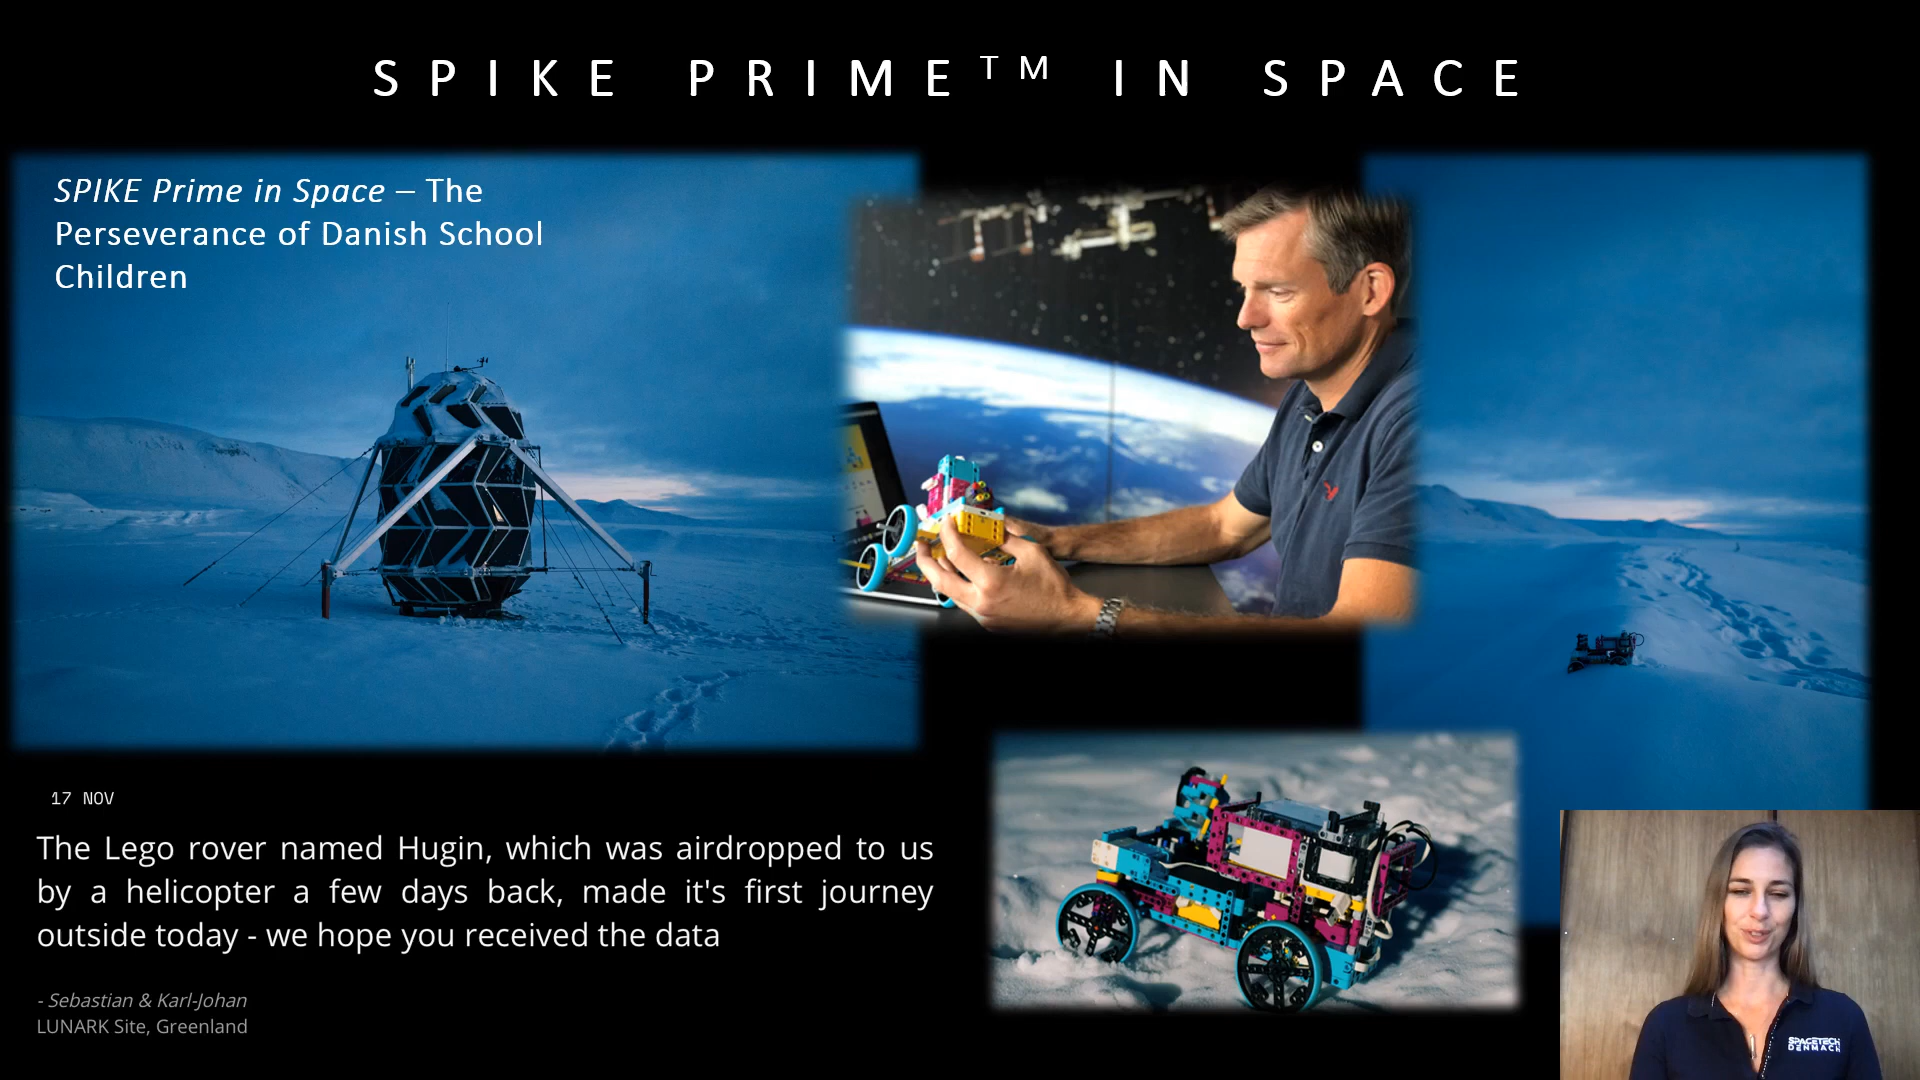 SPIKE PRIME™ IN SPACE
SPIKE Prime in Space – The
Perseverance of Danish School
Children
17 NOV
The Lego rover named Hugin, which was airdropped to us
by a helicopter a few days back, made it's first journey
outside today - we hope you received the data
- Sebastian & Karl-Johan
LUNARK Site, Greenland
SPACETECH
DENMARK